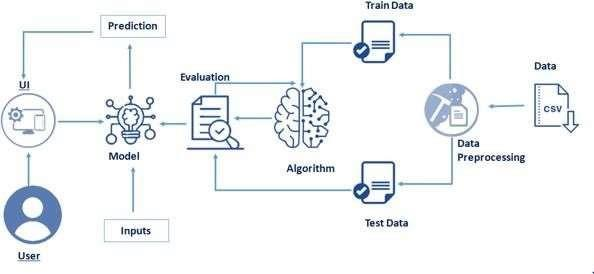 Train Data
Prediction
Data
UI
Evaluation
CSV
Data
Preprocessing
Model
Algorithm
Test Data
Inputs
User